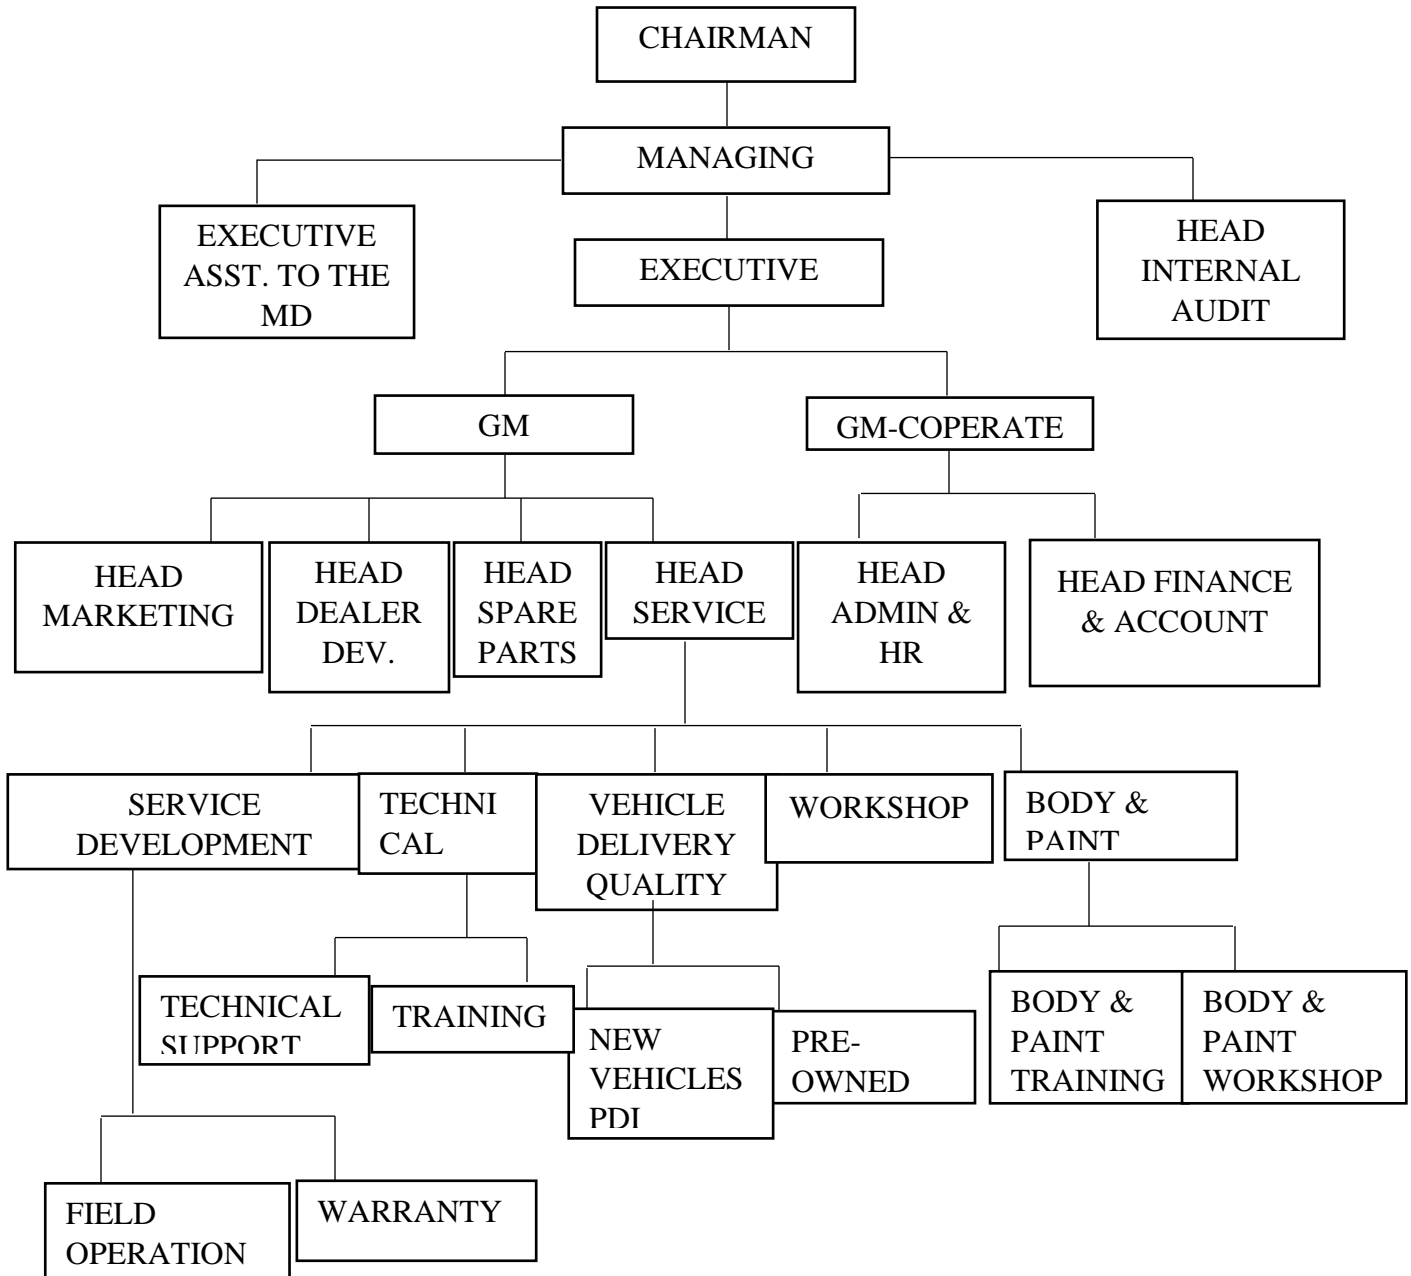 CHAIRMAN
MANAGING
EXECUTIVE
ASST. TO THE
MD
EXECUTIVE
HEAD
INTERNAL
AUDIT
GM
GM-COPERATE
HEAD
MARKETING
HEAD
DEALER
DEV.
HEAD
SPARE
PARTS
HEAD
SERVICE
HEAD
ADMIN &
HR
HEAD FINANCE
& ACCOUNT
SERVICE
DEVELOPMENT
TECHNI
CAL
VEHICLE
DELIVERY
QUALITY
WORKSHOP
BODY &
PAINT
TECHNICAL
SUPPORT
TRAINING
NEW
VEHICLES
PDI
PRE-
OWNED
BODY &
PAINT
TRAINING
BODY &
PAINT
WORKSHOP
FIELD
OPERATION
WARRANTY